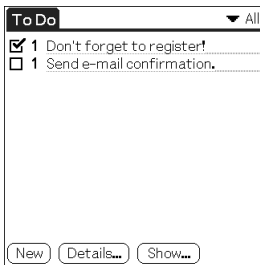 To Do All
1 Don't forget to register!
1 Send e-mail confirmation.
New Details... Show...